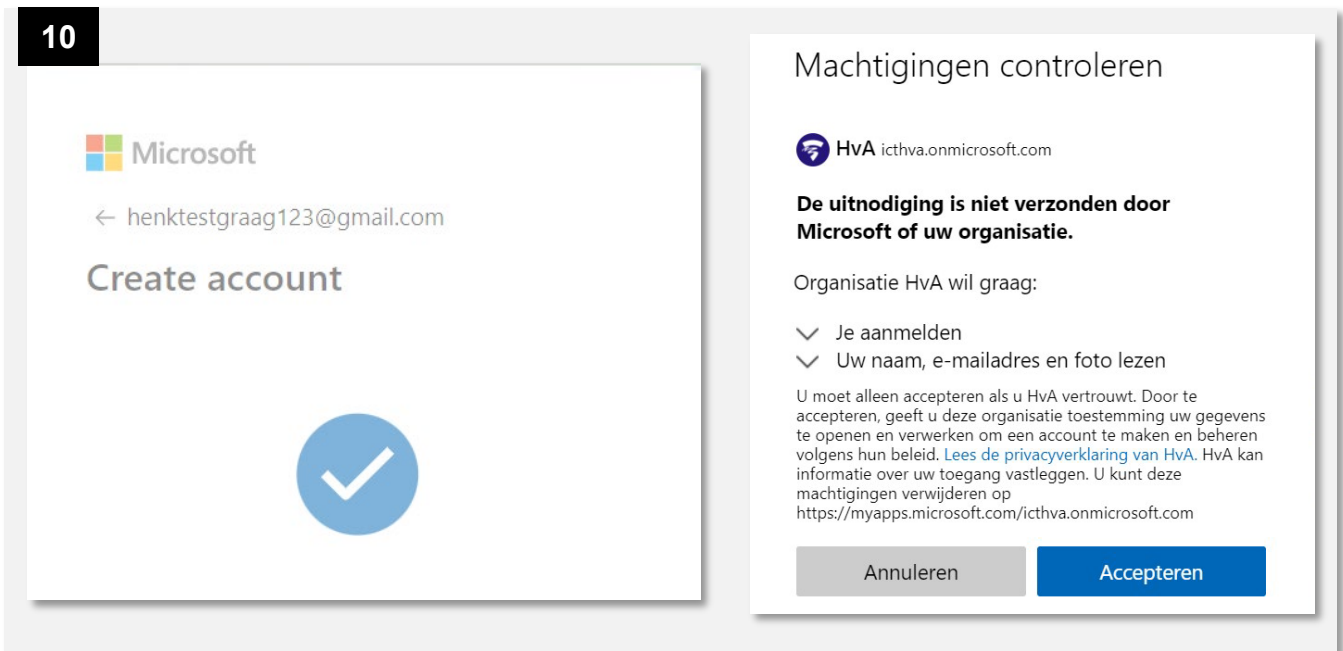 10
Microsoft
← henktestgraag123@gmail.com
Create account
Machtigingen controleren
HvA icthva.onmicrosoft.com
De uitnodiging is niet verzonden door
Microsoft of uw organisatie.
Organisatie HvA wil graag:
Je aanmelden
Uw naam, e-mailadres en foto lezen
U moet alleen accepteren als u HvA vertrouwt. Door te
accepteren, geeft u deze organisatie toestemming uw gegevens
te openen en verwerken om een account te maken en beheren
volgens hun beleid. Lees de privacyverklaring van HvA. HvA kan
informatie over uw toegang vastleggen. U kunt deze
machtigingen verwijderen op
https://myapps.microsoft.com/icthva.onmicrosoft.com
Annuleren
Accepteren